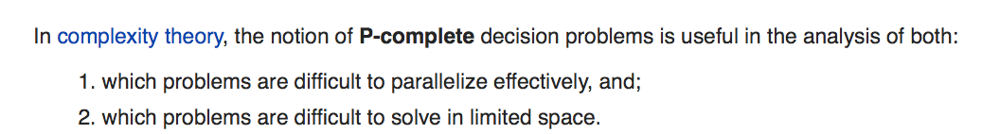 In complexity theory, the notion of P-complete decision problems is useful in the analysis of both:
1. which problems are difficult to parallelize effectively, and;
2. which problems are difficult to solve in limited space.